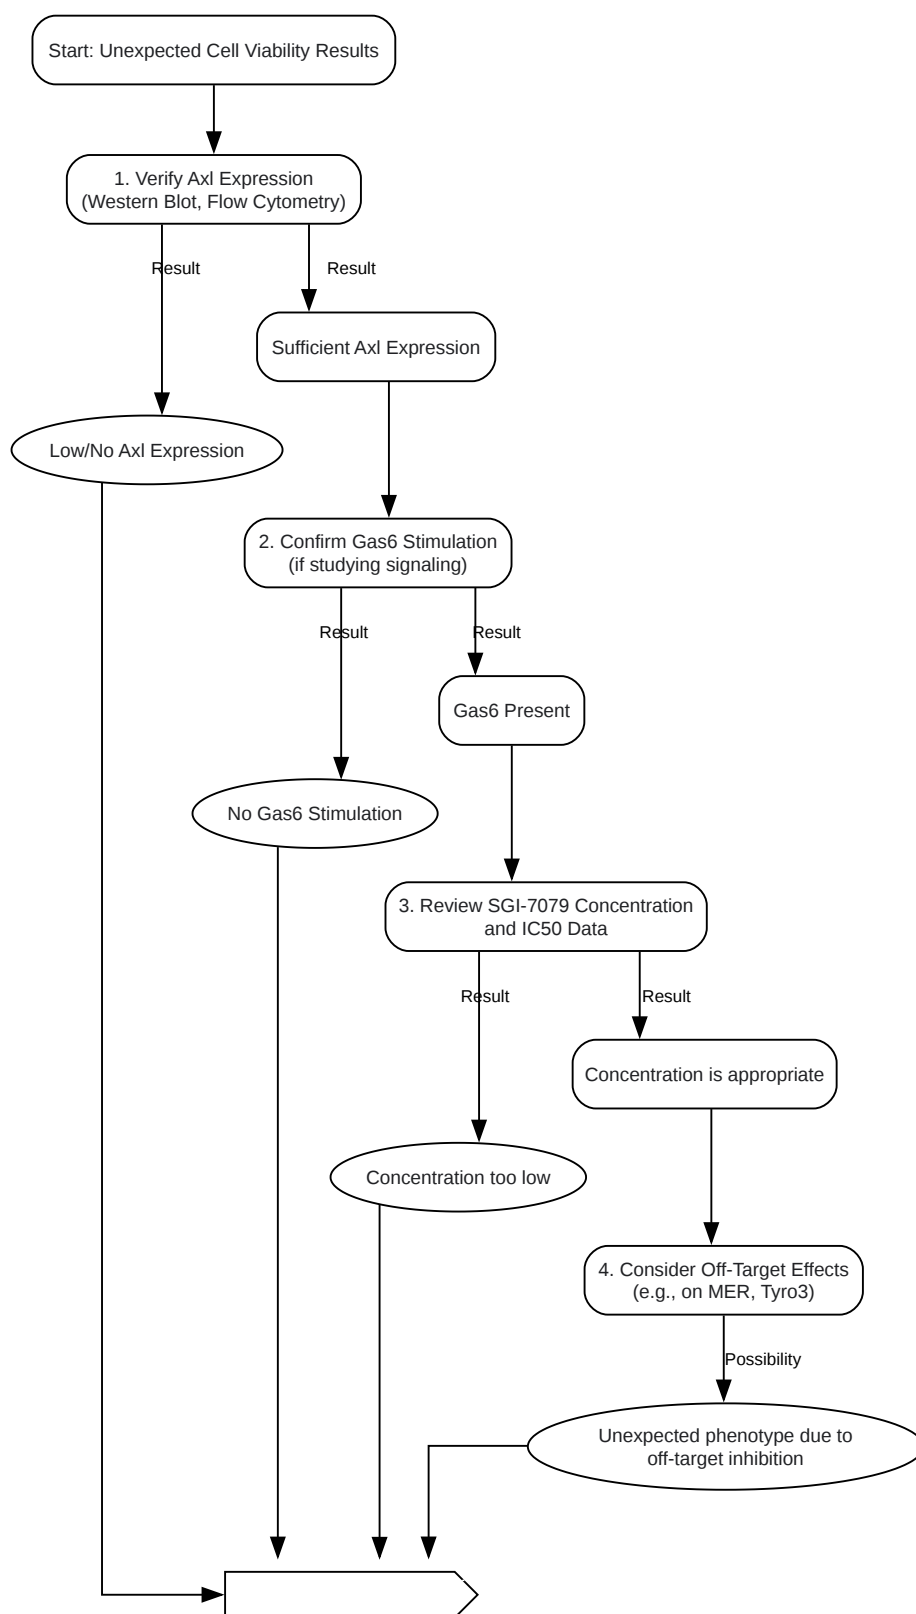 Start: Unexpected Cell Viability Results
1. Verify Axl Expression
(Western Blot, Flow Cytometry)
Result
Result
Sufficient Axl Expression
Low/No Axl Expression
2. Confirm Gas6 Stimulation
(if studying signaling)
Result
Result
Gas6 Present
No Gas6 Stimulation
3. Review SGI-7079 Concentration
and IC50 Data
Result
Result
Concentration is appropriate
Concentration too low
4. Consider Off-Target Effects
(e.g., on MER, Tyro3)
Possibility
Unexpected phenotype due to
off-target inhibition